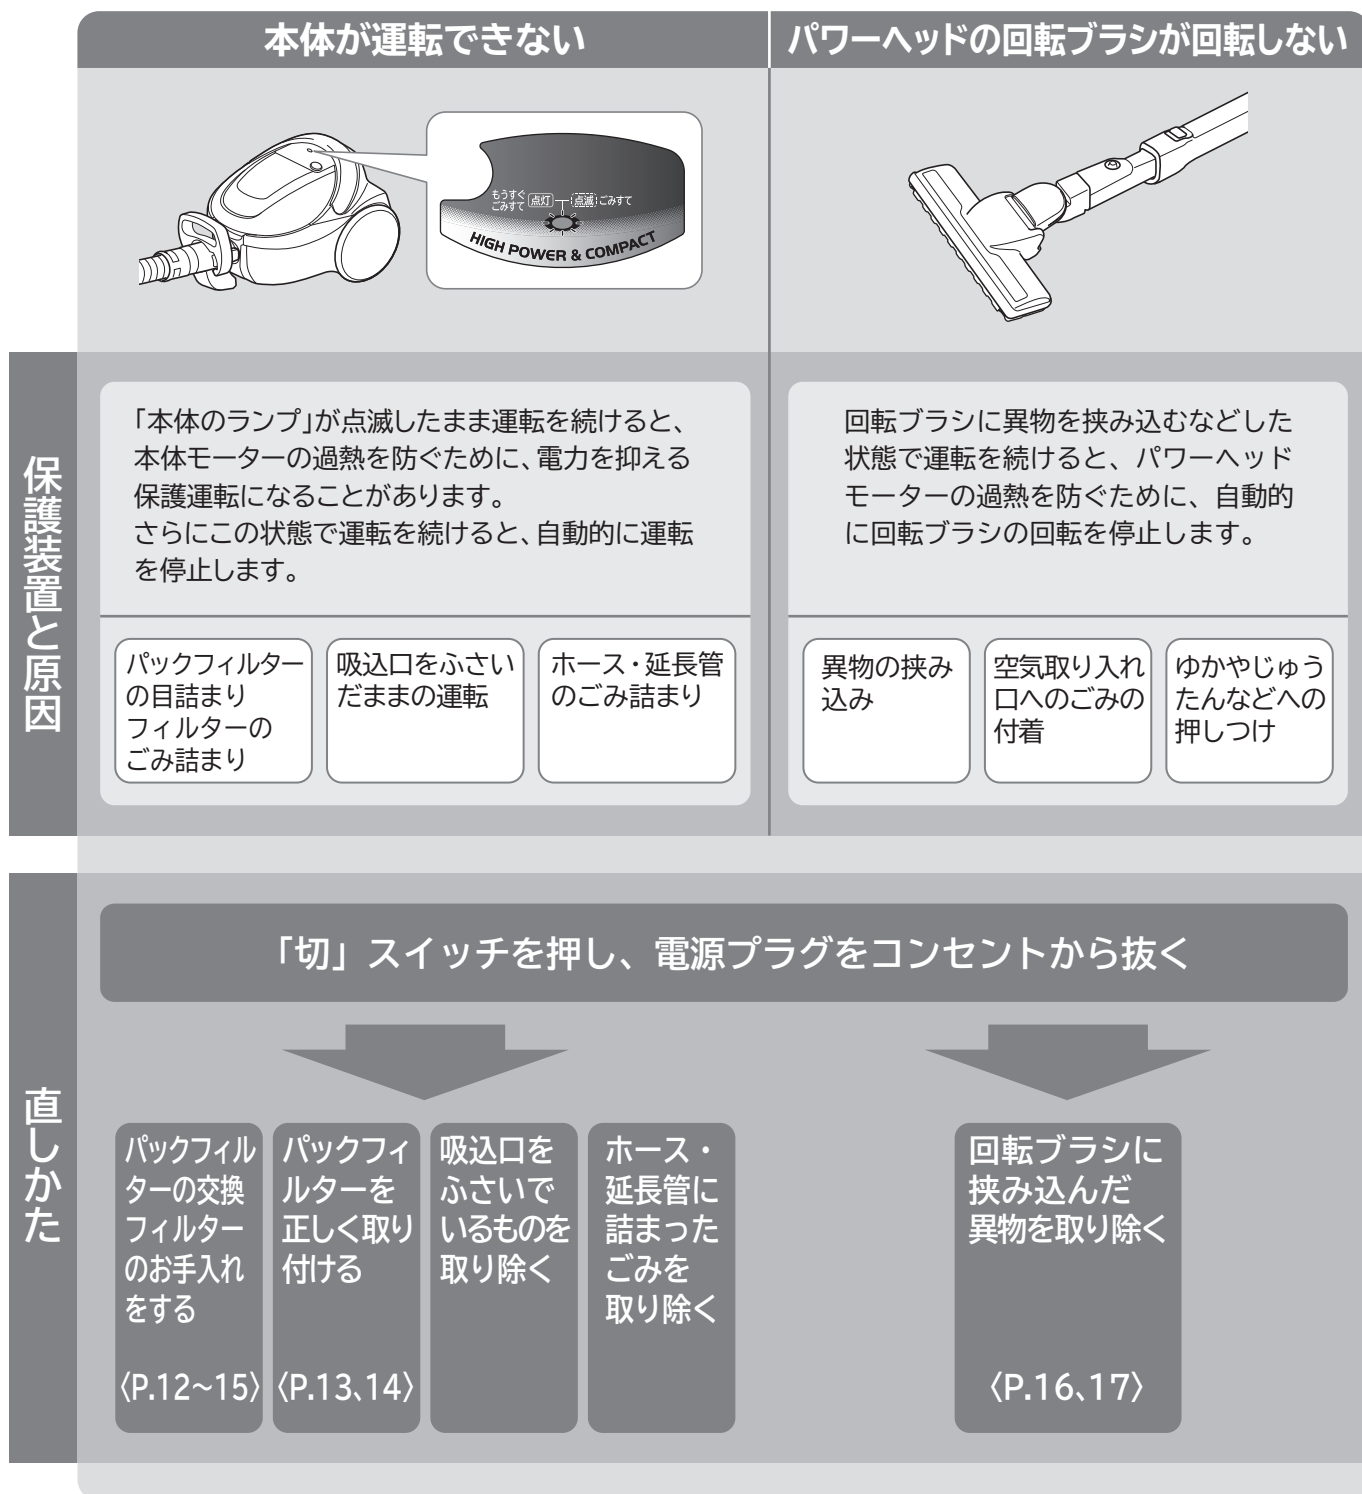 本体が運転できない
パワーヘッドの回転ブラシが回転しない
もうすぐ
ごみすて
点灯
点滅
ごみすて
HIGH POWER & COMPACT
保護装置と原因
「本体のランプ」が点滅したまま運転を続けると、
本体モーターの過熱を防ぐために、電力を抑える
保護運転になることがあります。
さらにこの状態で運転を続けると、自動的に運転
を停止します。
パックフィルター
の目詰まり
フィルターの
ごみ詰まり
吸込口をふさい
だままの運転
ホース・延長管
のごみ詰まり
回転ブラシに異物を挟み込むなどした
状態で運転を続けると、パワーヘッド
モーターの過熱を防ぐために、自動的
に回転ブラシの回転を停止します。
異物の挟み
込み
空気取り入れ
口へのごみの
付着
ゆかやじゅう
たんなどへの
押しつけ
直しかた
「切」スイッチを押し、電源プラグをコンセントから抜く
パックフィル
ターの交換
フィルター
のお手入れ
をする
〈P.12~15〉
パックフィ
ルターを
正しく取り
付ける
〈P.13、14〉
吸込口を
ふさいで
いるものを
取り除く
ホース・
延長管に
詰まった
ごみを
取り除く
回転ブラシに
挟み込んだ
異物を取り除く
〈P.16、17〉